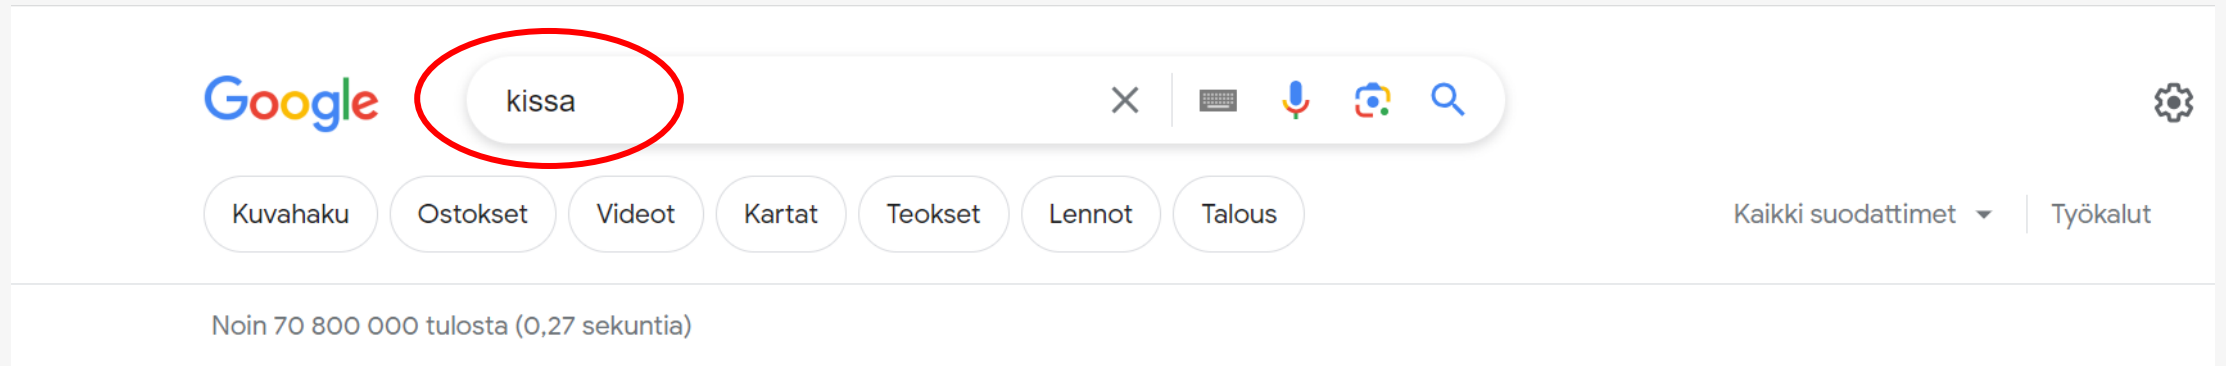 Google kissa
Kuvahaku Ostokset Videot Kartat Teokset Lennot Talous Kaikki suodattimet Työkalut
Noin 70 800 000 tulosta (0,27 sekuntia)